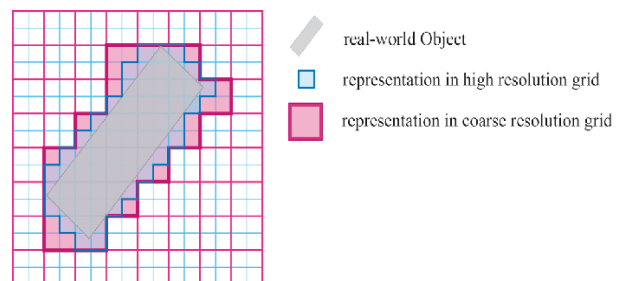 real-world Object
representation in high resolution grid
representation in coarse resolution grid